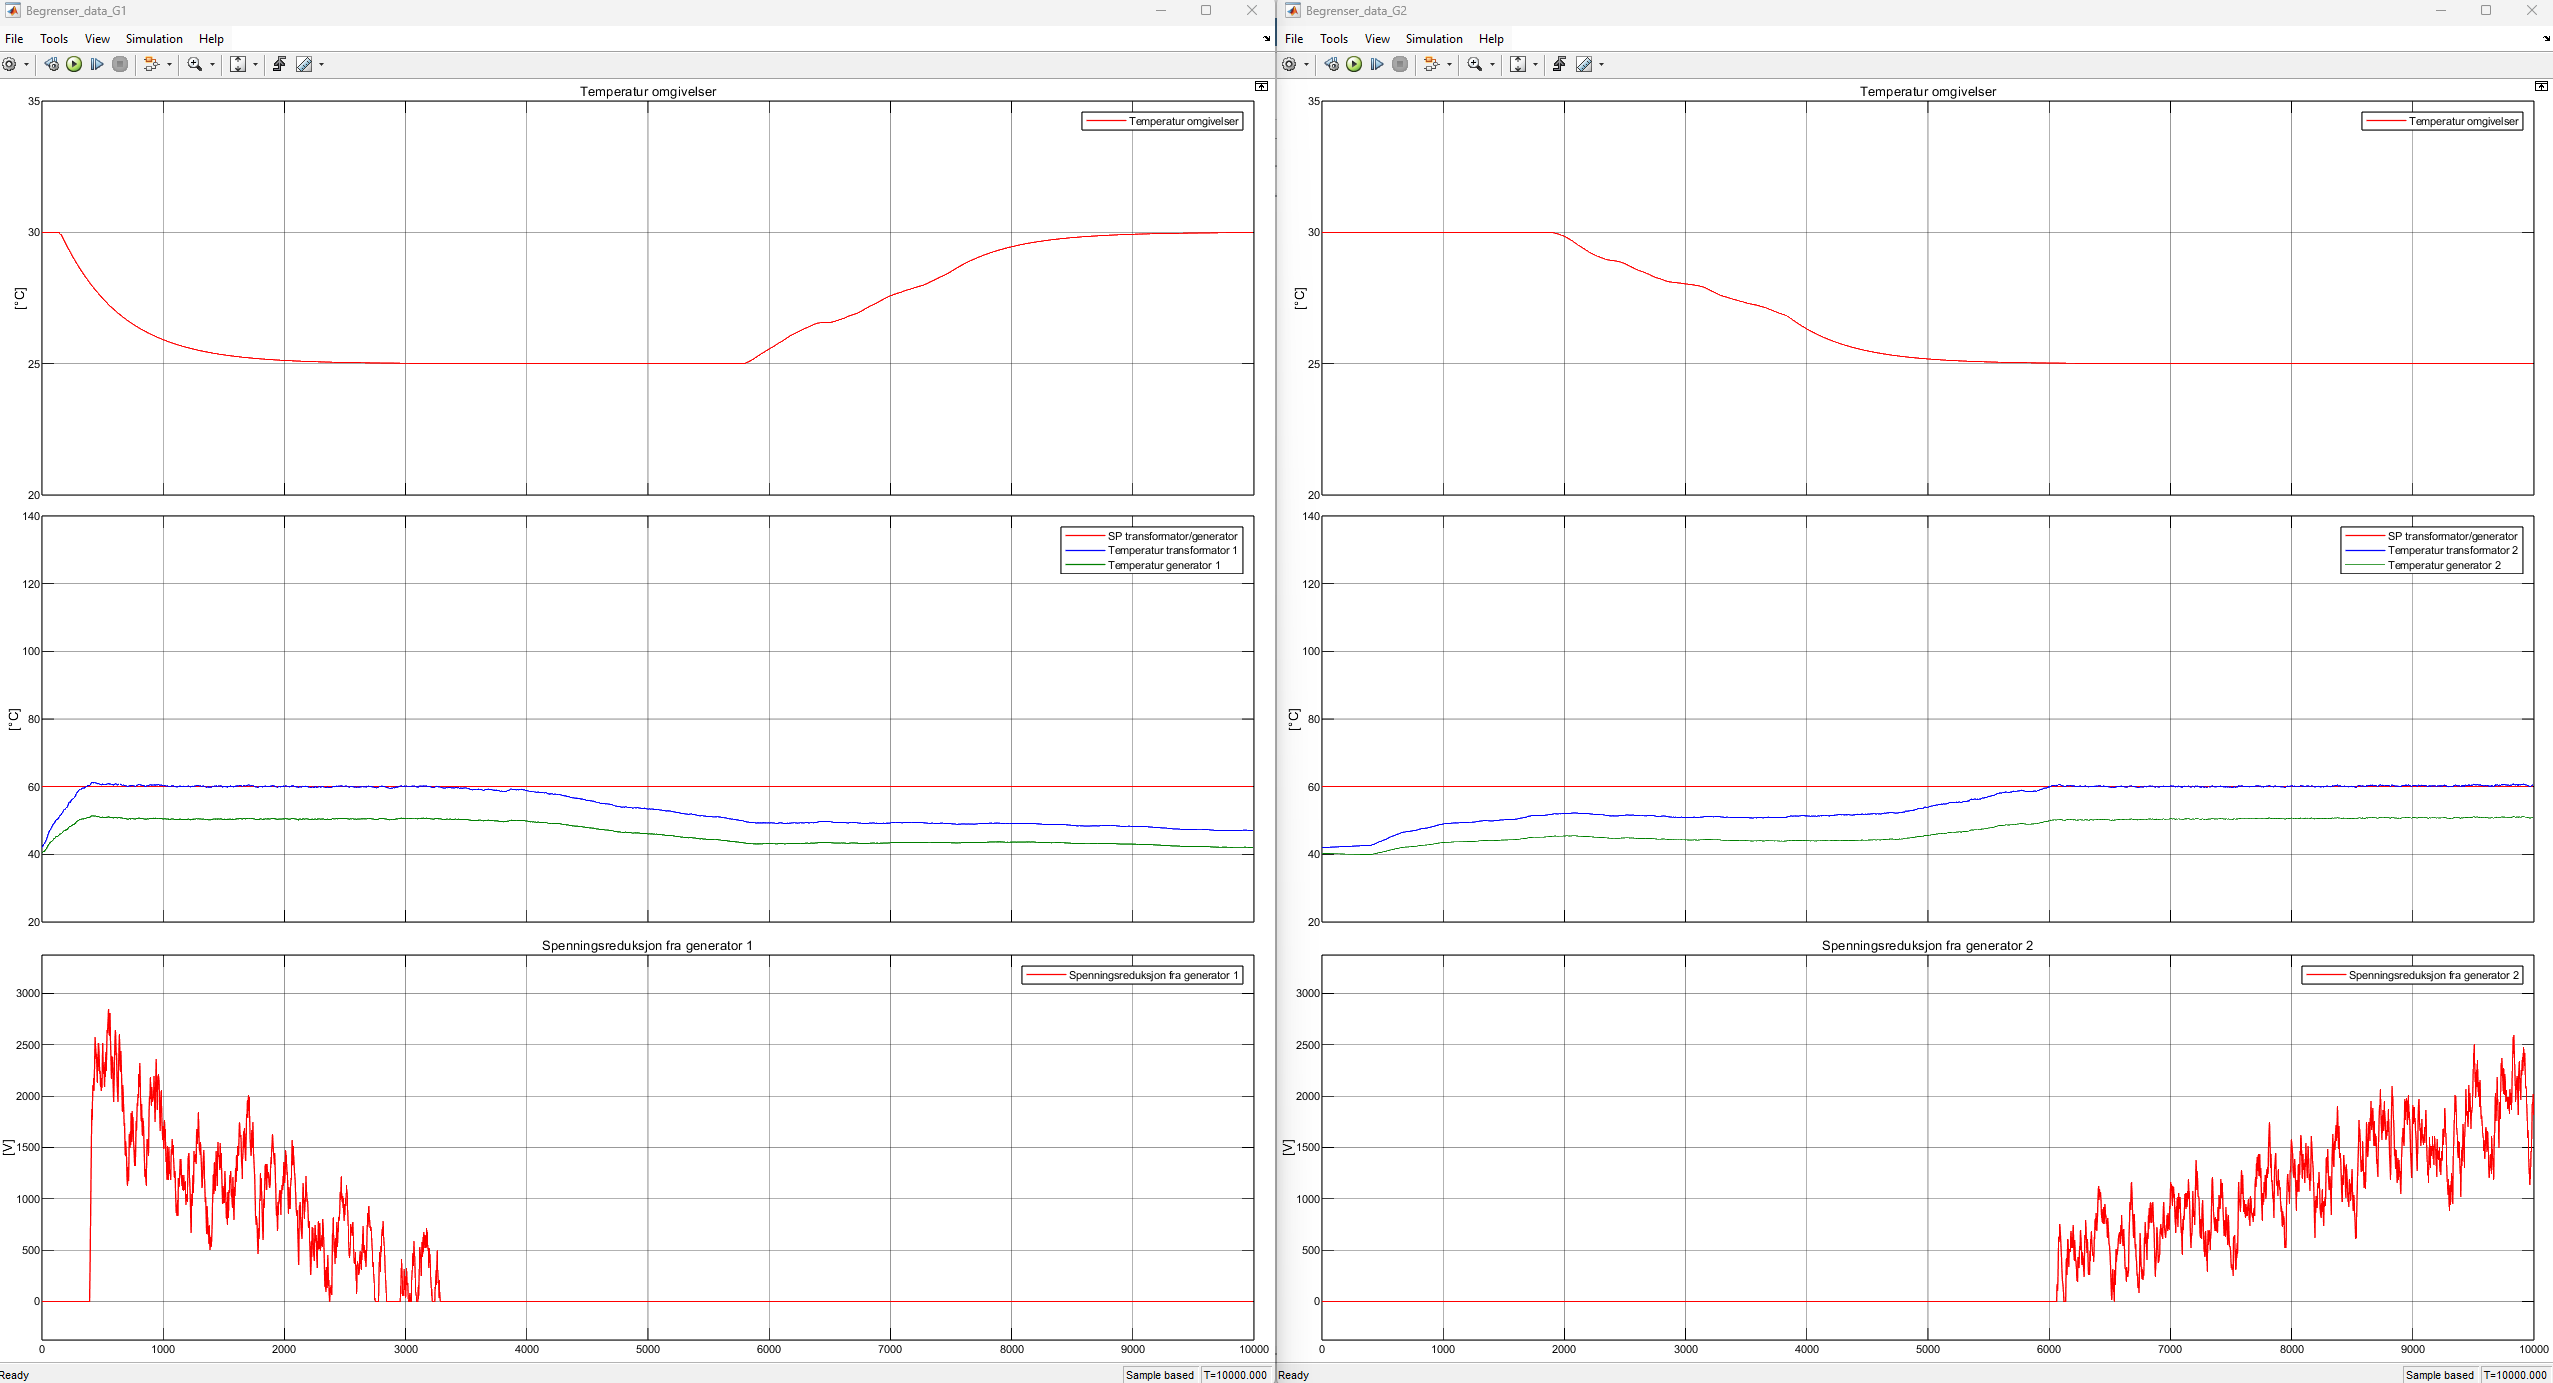 Begrenser_data_G1
File Tools View Simulation Help
Temperatur omgivelser
Temperatur omgivelser
35
30
25
20
[°C]
SP transformator/generator
Temperatur transformator 1
Temperatur generator 1
140
120
100
80
60
40
20
[°C]
Spenningsreduksjon fra generator 1
Spenningsreduksjon fra generator 1
3000
2500
2000
1500
1000
500
0
[V]
0 1000 2000 3000 4000 5000 6000 7000 8000 9000 10000
Ready
Sample based T=10000.000
Begrenser_data_G2
File Tools View Simulation Help
Temperatur omgivelser
Temperatur omgivelser
35
30
25
20
[°C]
SP transformator/generator
Temperatur transformator 2
Temperatur generator 2
140
120
100
80
60
40
20
[°C]
Spenningsreduksjon fra generator 2
Spenningsreduksjon fra generator 2
3000
2500
2000
1500
1000
500
0
[V]
0 1000 2000 3000 4000 5000 6000 7000 8000 9000 10000
Ready
Sample based T=10000.000